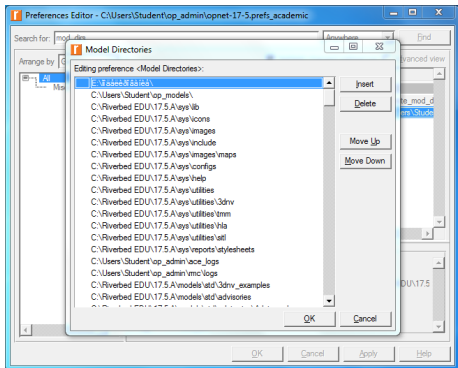 Preferences Editor - C:\Users\Student\op_admin\opnet-17-5.prefs_academic
Search for: mod_dirs
Anywhere
Find
Arrange by
Advanced view
All
Model Directories
Editing preference <Model Directories>:
C:\Users\Student\op_models\
C:\Riverbed EDU\17.5.A\sys\lib
C:\Riverbed EDU\17.5.A\sys\icons
C:\Riverbed EDU\17.5.A\sys\images
C:\Riverbed EDU\17.5.A\sys\include
C:\Riverbed EDU\17.5.A\sys\images\maps
C:\Riverbed EDU\17.5.A\sys\configs
C:\Riverbed EDU\17.5.A\sys\help
C:\Riverbed EDU\17.5.A\sys\utilities
C:\Riverbed EDU\17.5.A\sys\utilities\3dnv
C:\Riverbed EDU\17.5.A\sys\utilities\tmm
C:\Riverbed EDU\17.5.A\sys\utilities\hla
C:\Riverbed EDU\17.5.A\sys\utilities\aitl
C:\Riverbed EDU\17.5.A\sys\reports\stylesheets
C:\Users\Student\op_admin\ace_logs
C:\Users\Student\op_admin\mc\logs
C:\Riverbed EDU\17.5.A\models\std\3dnv_examples
C:\Riverbed EDU\17.5.A\models\std\advisories
Insert
Delete
Move Up
Move Down
OK
Cancel
te_mod_d
ers\Stude
DU\17.5
OK
Cancel
Apply
Help